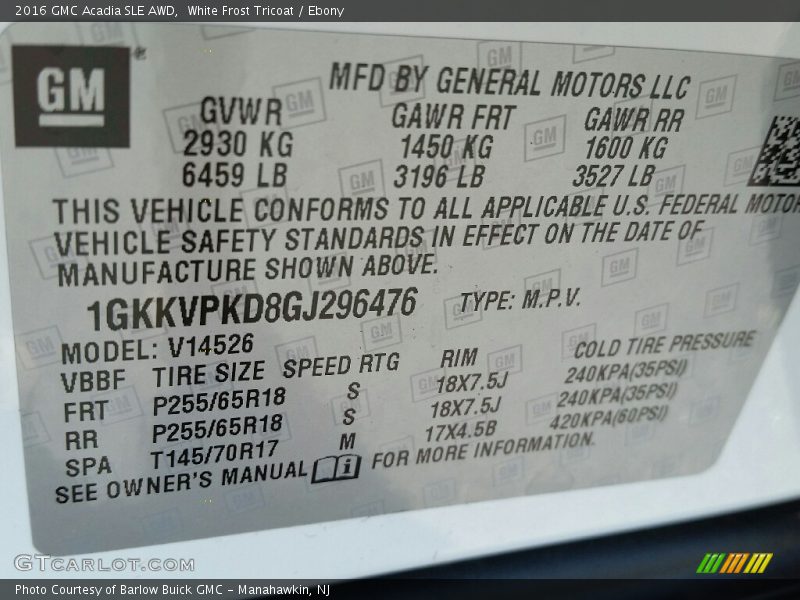 2016 GMC Acadia SLE AWD,  White Frost Tricoat / Ebony
GM
MFD BY GENERAL MOTORS LLC
GVWR GAWR FRT GAWR RR
2930 KG 1450 KG 1600 KG
6459 LB 3196 LB 3527 LB
THIS VEHICLE CONFORMS TO ALL APPLICABLE U.S. FEDERAL MOTOR
VEHICLE SAFETY STANDARDS IN EFFECT ON THE DATE OF
MANUFACTURE SHOWN ABOVE.
1GKKVPKD8GJ296476 TYPE: M.P.V.
MODEL: V14526
VBBF TIRE SIZE SPEED RTG RIM COLD TIRE PRESSURE
FRT P255/65R18 S 18X7.5J 240KPA(35PSI)
RR P255/65R18 S 18X7.5J 240KPA(35PSI)
SPA T145/70R17 M 17X4.5B 420KPA(60PSI)
SEE OWNER'S MANUAL i FOR MORE INFORMATION.
GTCARLOT.COM
Photo Courtesy of Barlow Buick GMC – Manahawkin, NJ